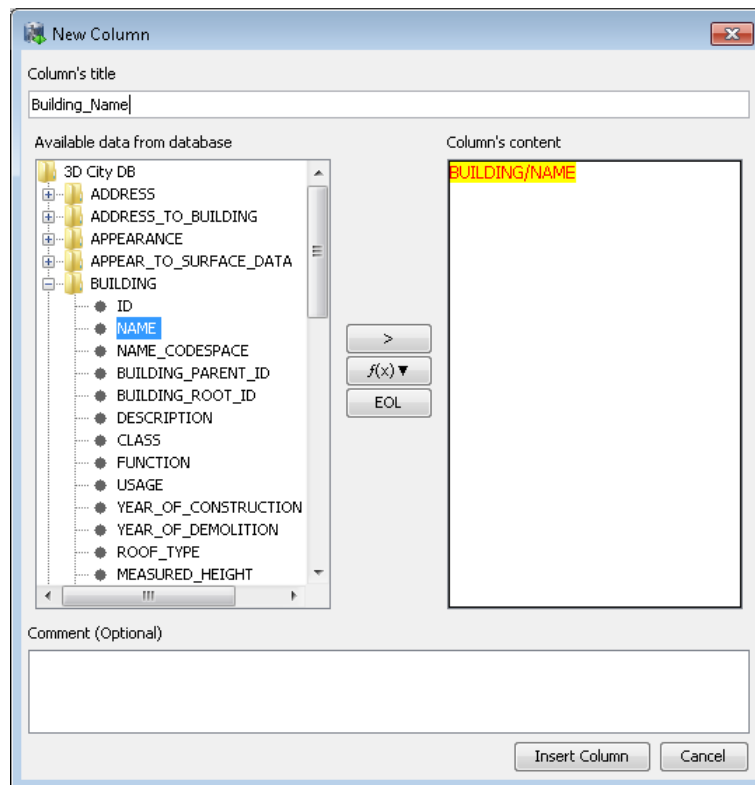 New Column
Column's title
Building_Name
Available data from database
Column's content
3D City DB
ADDRESS
ADDRESS_TO_BUILDING
APPEARANCE
APPEAR_TO_SURFACE_DATA
BUILDING
ID
NAME
NAME_CODESPACE
BUILDING_PARENT_ID
BUILDING_ROOT_ID
DESCRIPTION
CLASS
FUNCTION
USAGE
YEAR_OF_CONSTRUCTION
YEAR_OF_DEMOLITION
ROOF_TYPE
MEASURED_HEIGHT
>
f(x)▼
EOL
BUILDING/NAME
Comment (Optional)
Insert Column
Cancel